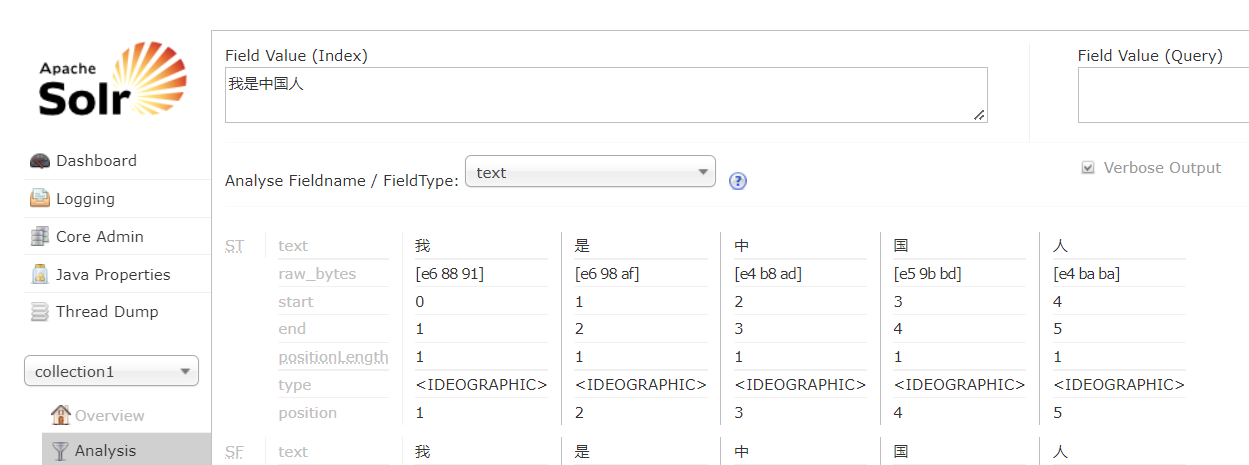 Apache
Solr
Dashboard
Logging
Core Admin
Java Properties
Thread Dump
collection1
Overview
Analysis
Field Value (Index)
我是中国人
Field Value (Query)
Analyse Fieldname / FieldType: text ?
Verbose Output
ST text 我 是 中 国 人
raw_bytes [e6 88 91] [e6 98 af] [e4 b8 ad] [e5 9b bd] [e4 ba ba]
start 0 1 2 3 4
end 1 2 3 4 5
positionLength 1 1 1 1 1
type <IDEOGRAPHIC> <IDEOGRAPHIC> <IDEOGRAPHIC> <IDEOGRAPHIC> <IDEOGRAPHIC>
position 1 2 3 4 5
SF text 我 是 中 国 人